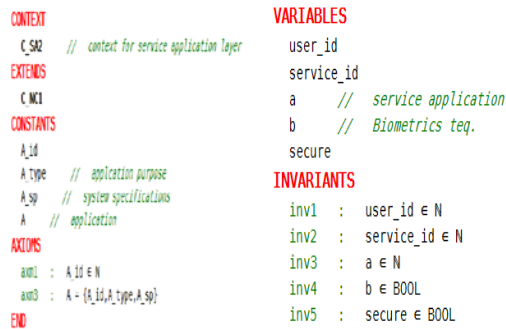 CONTEXT
C_SA2 // context for service application layer
EXTENDS
C_NC1
CONSTANTS
A_id
A_type // applcation purpose
A_sp // system specifications
A // application
AXIOMS
axm1 : A_id ∈ N
axm3 : A = {A_id,A_type,A_sp}
END
VARIABLES
user_id
service_id
a // service application
b // Biometrics teq.
secure
INVARIANTS
inv1 : user_id ∈ N
inv2 : service_id ∈ N
inv3 : a ∈ N
inv4 : b ∈ BOOL
inv5 : secure ∈ BOOL